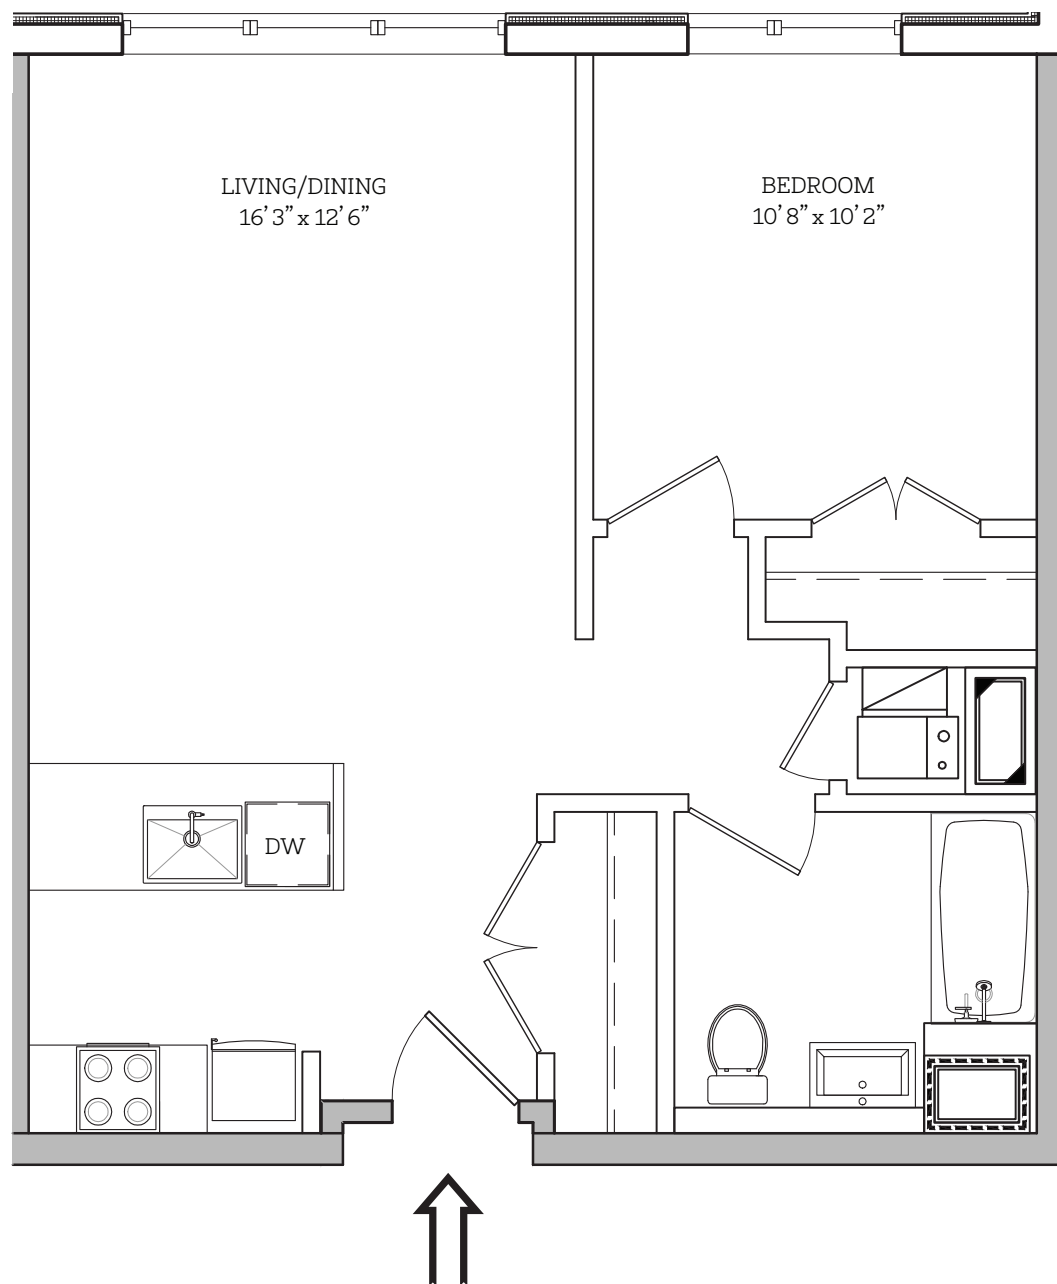 LIVING/DINING
16’3” x 12’6”
BEDROOM
10’8” x 10’2”
DW